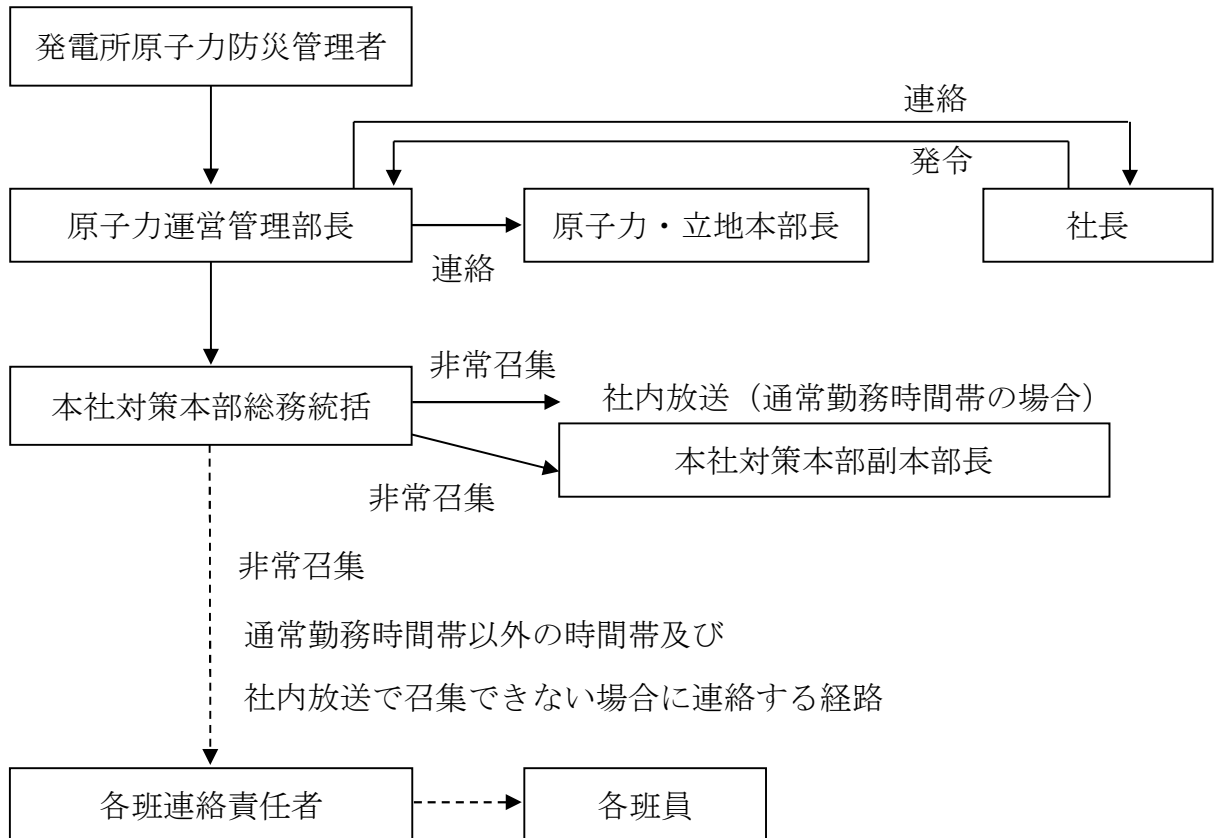 発電所原子力防災管理者
連絡
発令
原子力運営管理部長
原子力・立地本部長
社長
連絡
非常召集
本社対策本部総務統括
社内放送（通常勤務時間帯の場合）
本社対策本部副本部長
非常召集
非常召集
通常勤務時間帯以外の時間帯及び
社内放送で召集できない場合に連絡する経路
各班連絡責任者
各班員